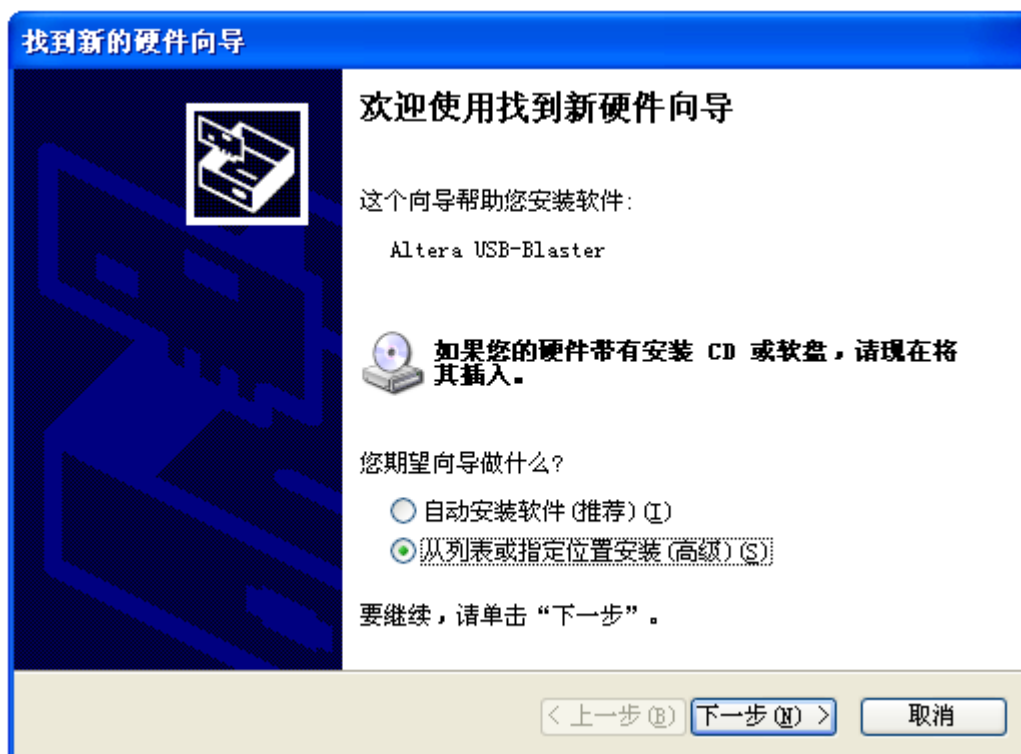 找到新的硬件向导
欢迎使用找到新硬件向导
这个向导帮助您安装软件:
Altera USB-Blaster
如果您的硬件带有安装 CD 或软盘，请现在将
其插入。
您期望向导做什么?
自动安装软件(推荐)(I)
从列表或指定位置安装(高级)(S)
要继续，请单击“下一步”。
< 上一步(B) 下一步(N) > 取消